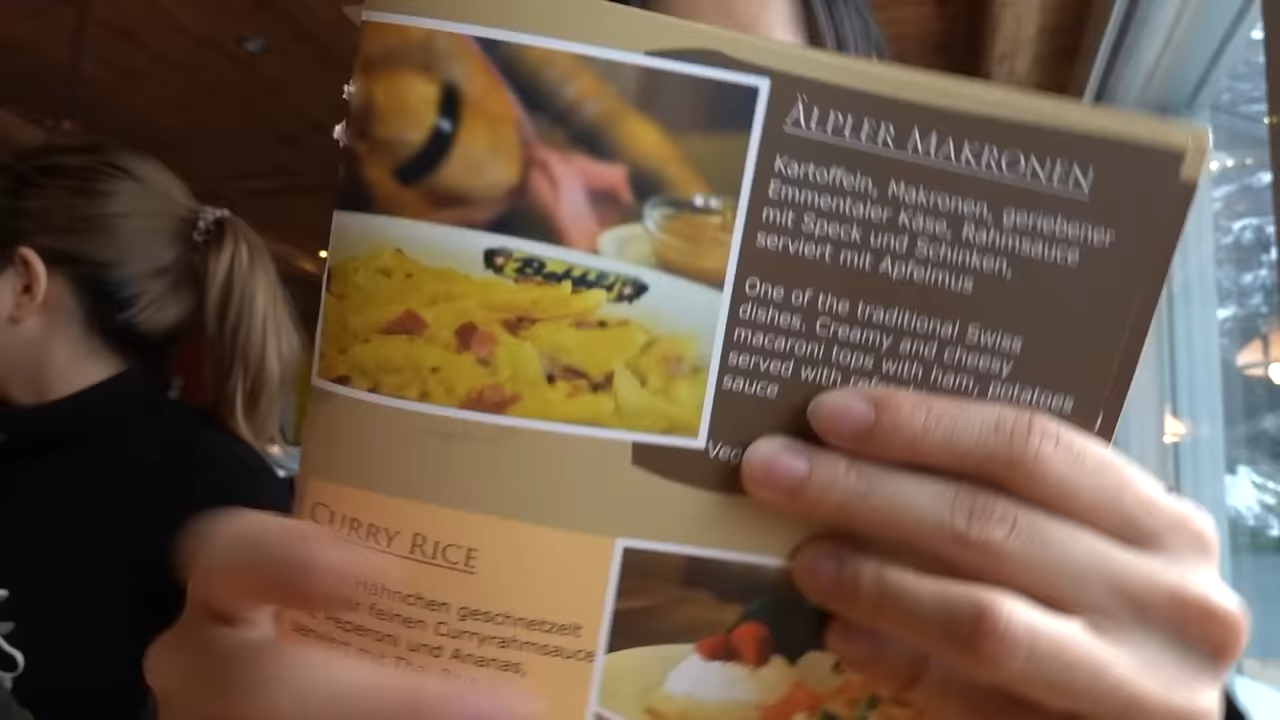 ÄLPLER MAKRONEN
Kartoffeln, Makronen, geriebener
Emmentaler Käse, Rahmsauce
mit Speck und Schinken,
serviert mit Apfelmus
One of the traditional Swiss
dishes. Creamy and cheesy
macaroni tops with ham, potatoes
served with
sauce
CURRY RICE
Hähnchen geschnetzelt
feinen Curryrahmsauce
Peperoni und Ananas,